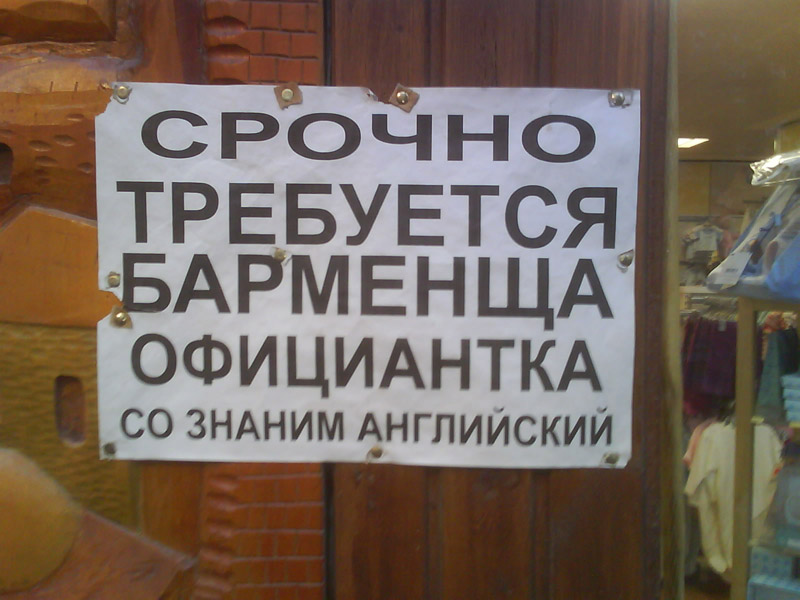 СРОЧНО
ТРЕБУЕТСЯ
БАРМЕНЩА
ОФИЦИАНТКА
СО ЗНАНИМ АНГЛИЙСКИЙ